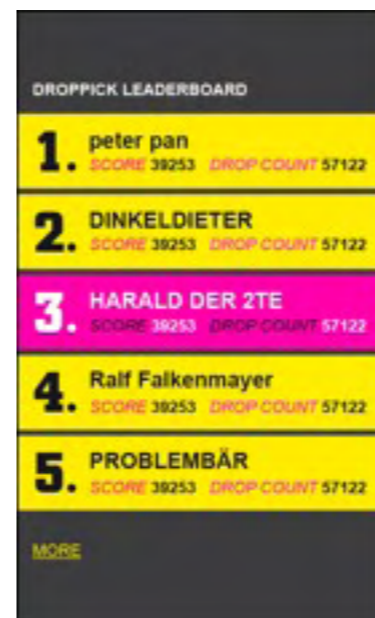 DROPPICK LEADERBOARD
1. peter pan
SCORE 39253 DROP COUNT 57122
2. DINKELDIETER
SCORE 39253 DROP COUNT 57122
3. HARALD DER 2TE
SCORE 39253 DROP COUNT 57122
4. Ralf Falkenmayer
SCORE 39253 DROP COUNT 57122
5. PROBLEMBÄR
SCORE 39253 DROP COUNT 57122
MORE